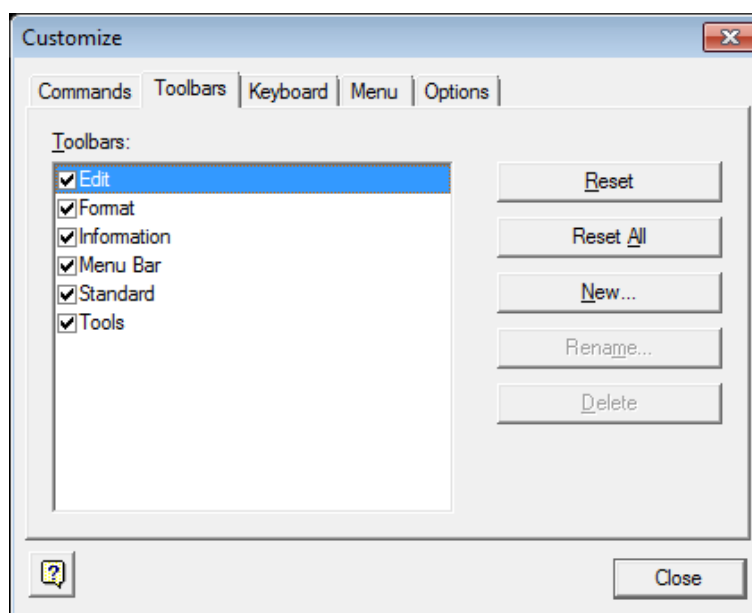 Customize
Commands Toolbars Keyboard Menu Options
Toolbars:
Edit
Format
Information
Menu Bar
Standard
Tools
Reset
Reset All
New...
Rename...
Delete
?
Close